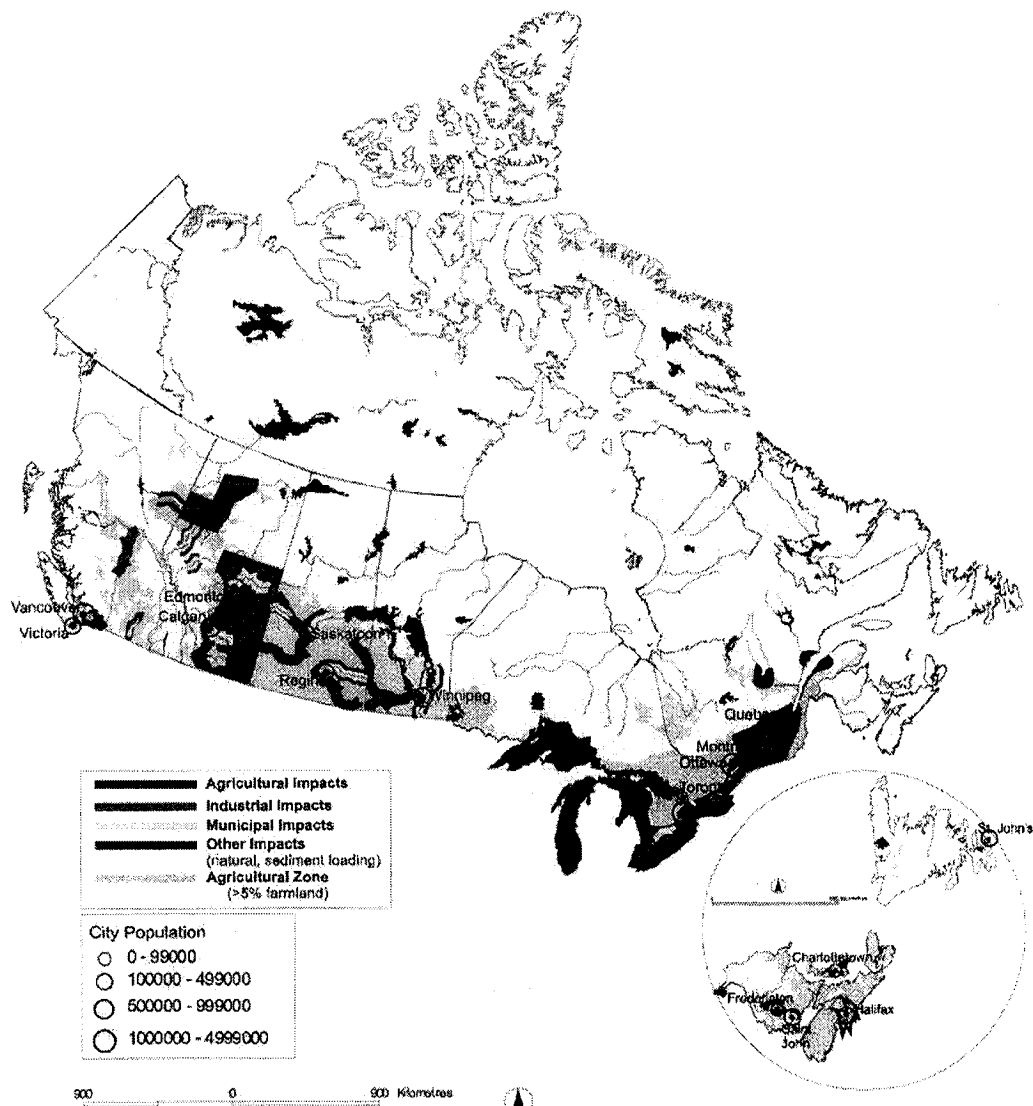 Vancouver
Victoria
Edmonton
Calgary
Saskatoon
Regina
Winnipeg
Quebec
Mont
Ottawa
Toronto
Agricultural Impacts
Industrial Impacts
Municipal Impacts
Other Impacts
(natural, sediment loading)
Agricultural Zone
(>5% farmland)
City Population
0 - 99000
100000 - 499000
500000 - 999000
1000000 - 4999000
St. John's
Charlottetown
Fredericton
Halifax
Saint
John
900 0 900 Kilometres